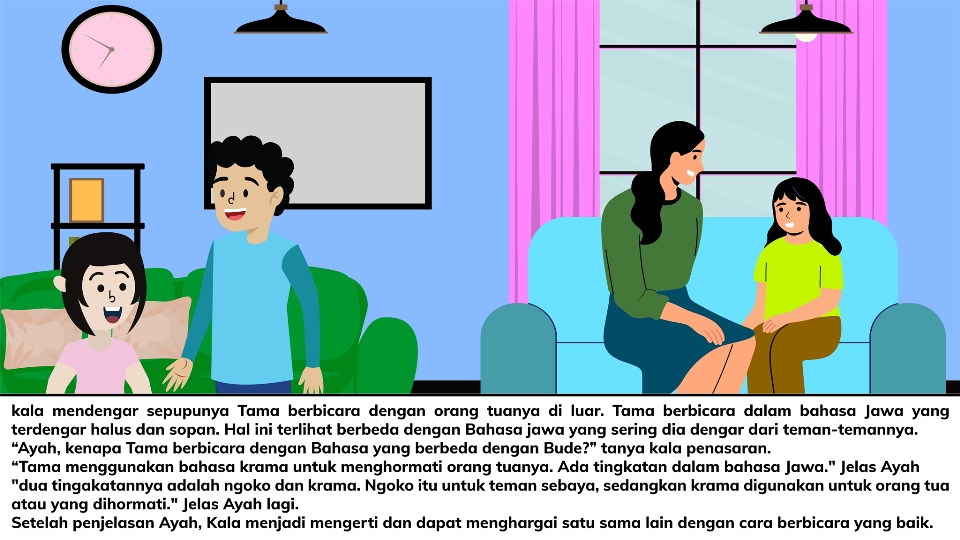 kala mendengar sepupunya Tama berbicara dengan orang tuanya di luar. Tama berbicara dalam bahasa Jawa yang
terdengar halus dan sopan. Hal ini terlihat berbeda dengan Bahasa jawa yang sering dia dengar dari teman-temannya.
“Ayah, kenapa Tama berbicara dengan Bahasa yang berbeda dengan Bude?” tanya kala penasaran.
“Tama menggunakan bahasa krama untuk menghormati orang tuanya. Ada tingkatan dalam bahasa Jawa." Jelas Ayah
"dua tingakatannya adalah ngoko dan krama. Ngoko itu untuk teman sebaya, sedangkan krama digunakan untuk orang tua
atau yang dihormati." Jelas Ayah lagi.
Setelah penjelasan Ayah, Kala menjadi mengerti dan dapat menghargai satu sama lain dengan cara berbicara yang baik.